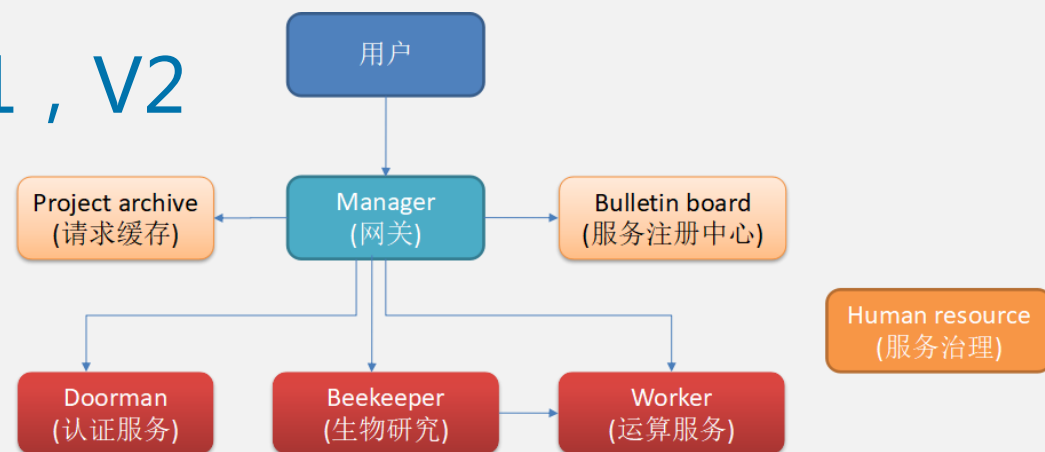 1，V2
用户
Project archive
(请求缓存)
Manager
(网关)
Bulletin board
(服务注册中心)
Human resource
(服务治理)
Doorman
(认证服务)
Beekeeper
(生物研究)
Worker
(运算服务)